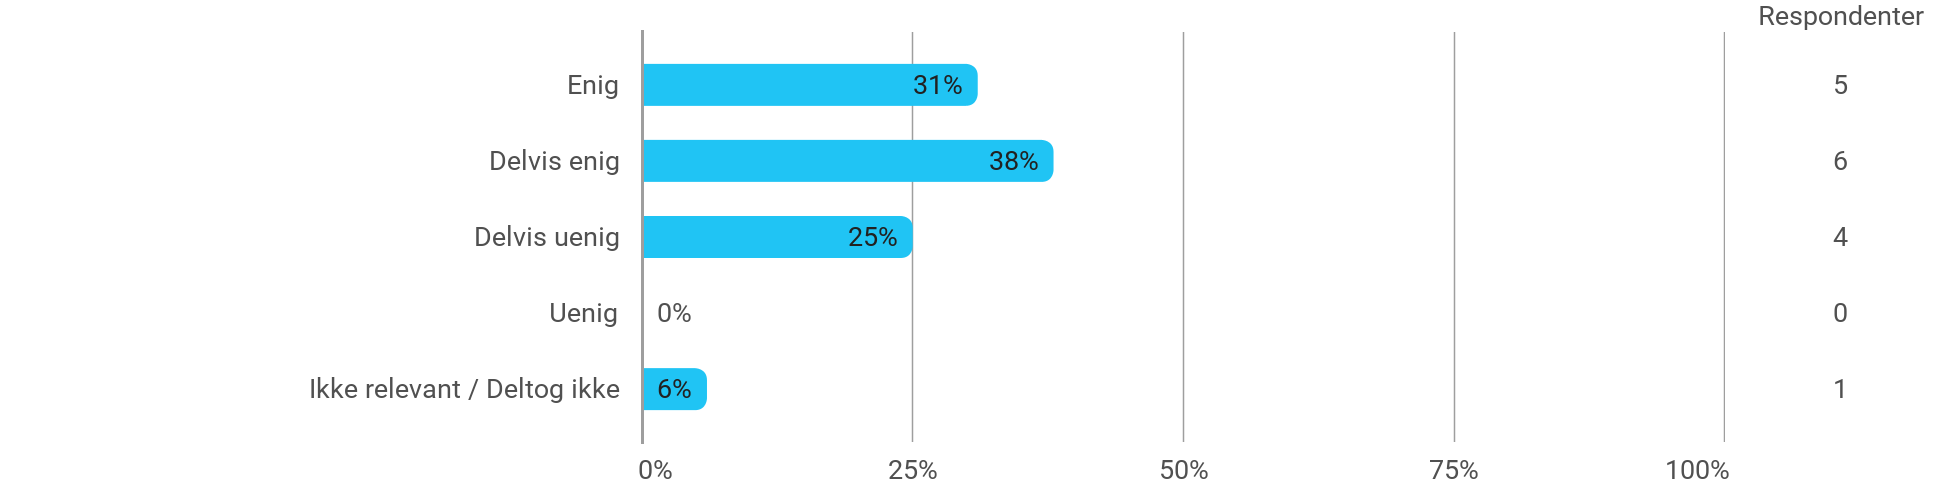 Respondenter
Enig 31% 5
Delvis enig 38% 6
Delvis uenig 25% 4
Uenig 0% 0
Ikke relevant / Deltog ikke 6% 1
0% 25% 50% 75% 100%